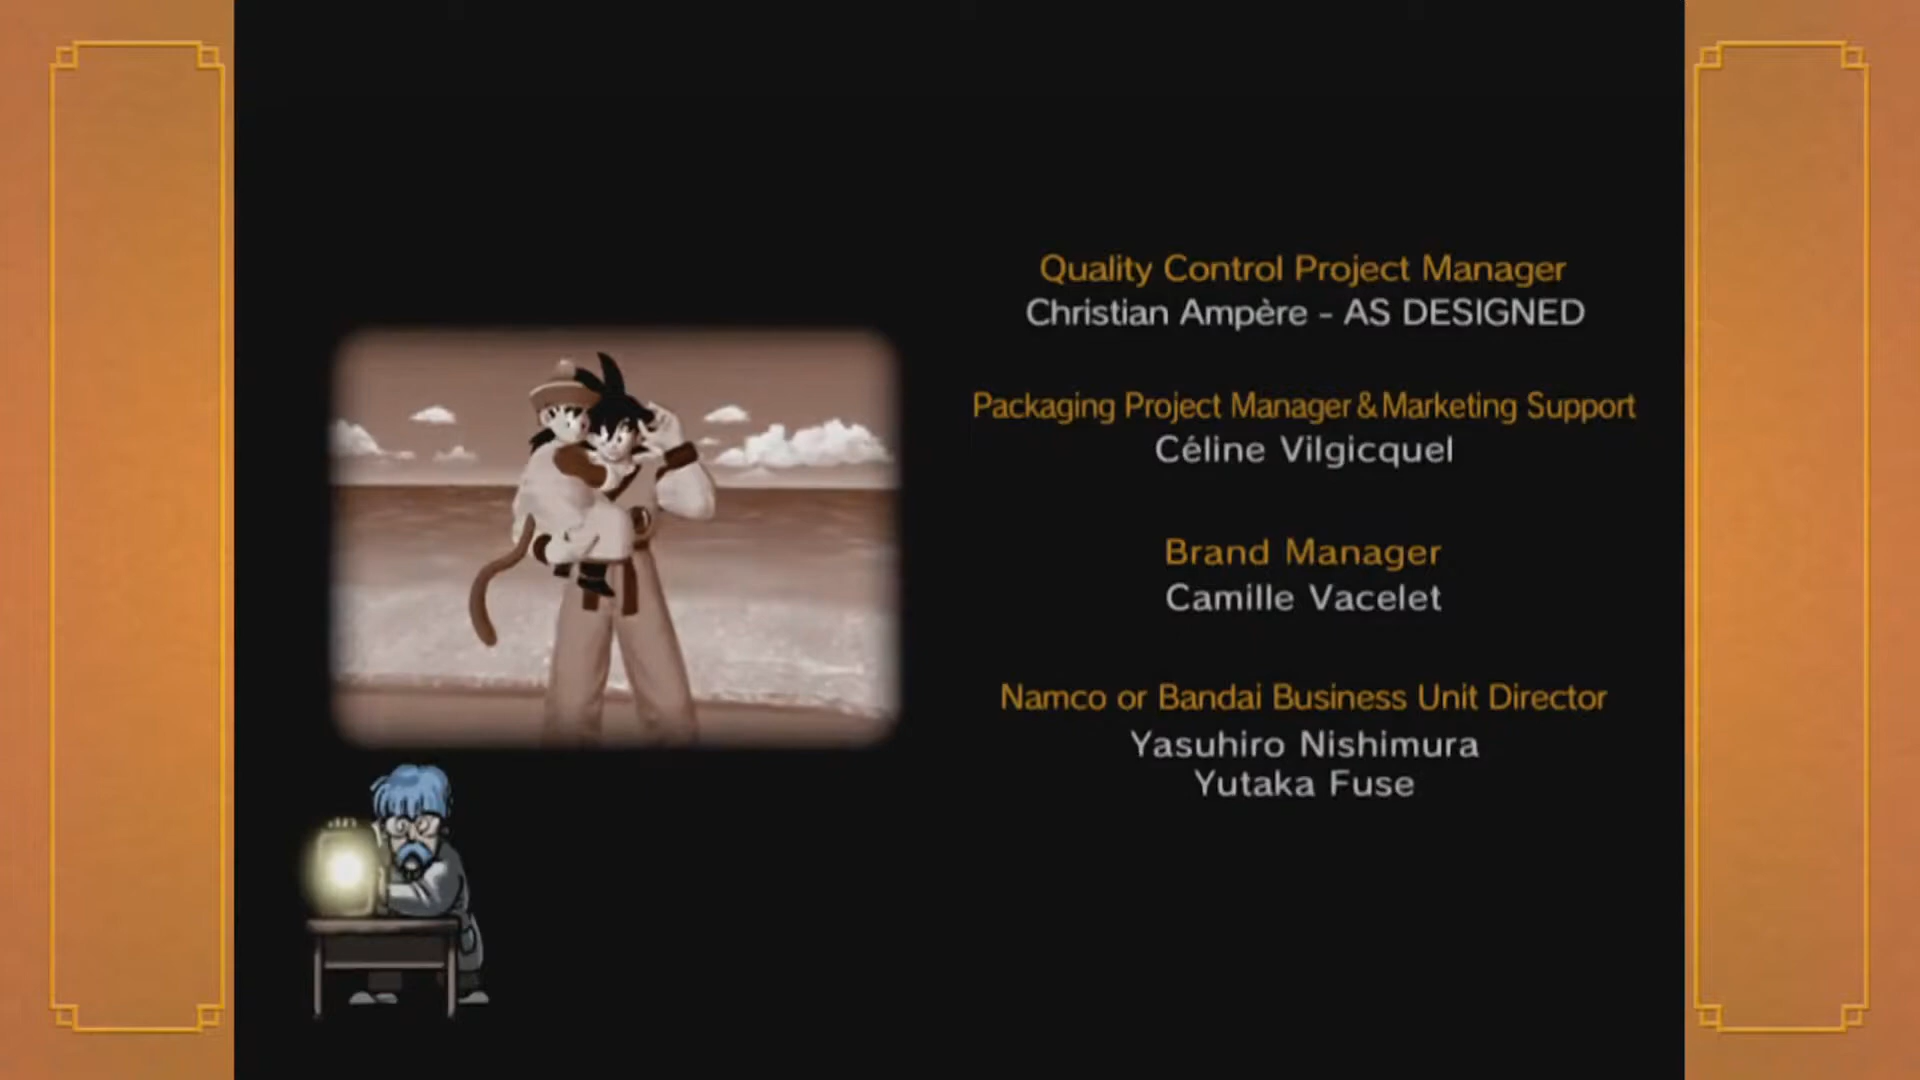 Quality Control Project Manager
Christian Ampère - AS DESIGNED
Packaging Project Manager & Marketing Support
Céline Vilgicquel
Brand Manager
Camille Vacelet
Namco or Bandai Business Unit Director
Yasuhiro Nishimura
Yutaka Fuse